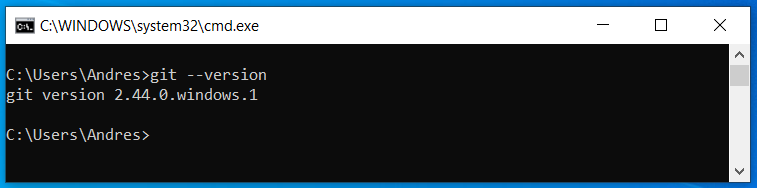 C:\WINDOWS\system32\cmd.exe
C:\Users\Andres>git --version
git version 2.44.0.windows.1
C:\Users\Andres>